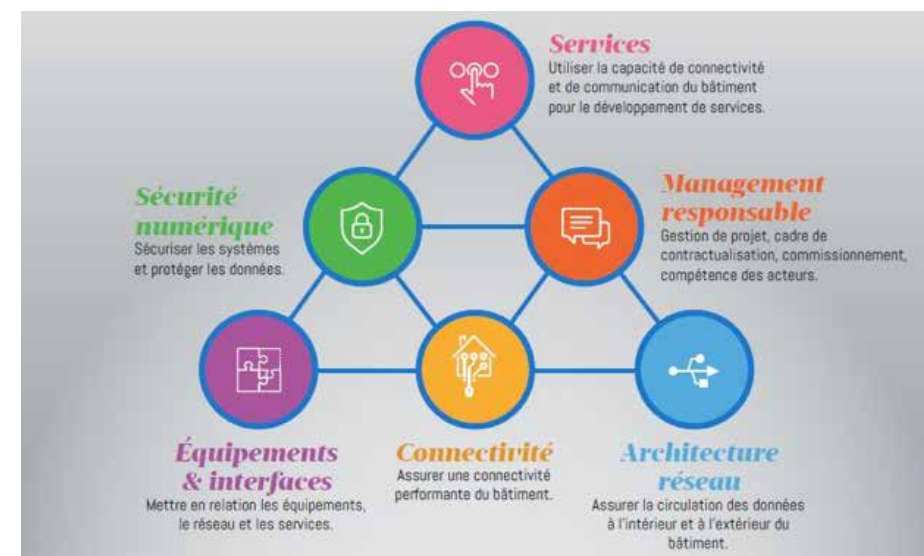 Services
Utiliser la capacité de connectivité
et de communication du bâtiment
pour le développement de services.
Sécurité
numérique
Sécuriser les systèmes
et protéger les données.
Management
responsable
Gestion de projet, cadre de
contractualisation, commissionnement,
compétence des acteurs.
Équipements
& interfaces
Mettre en relation les équipements,
le réseau et les services.
Connectivité
Assurer une connectivité
performante du bâtiment.
Architecture
réseau
Assurer la circulation des données
à l'intérieur et à l'extérieur du
bâtiment.